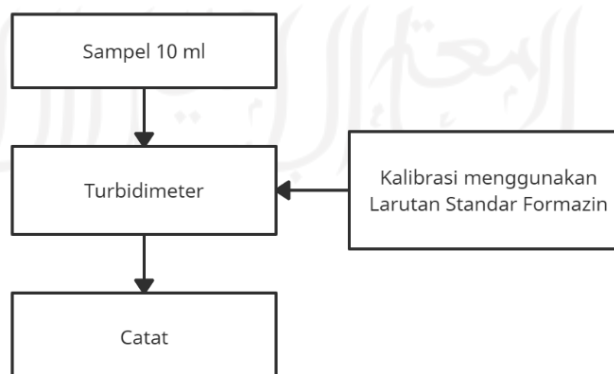 Sampel 10 ml
Turbidimeter
Kalibrasi menggunakan
Larutan Standar Formazin
Catat